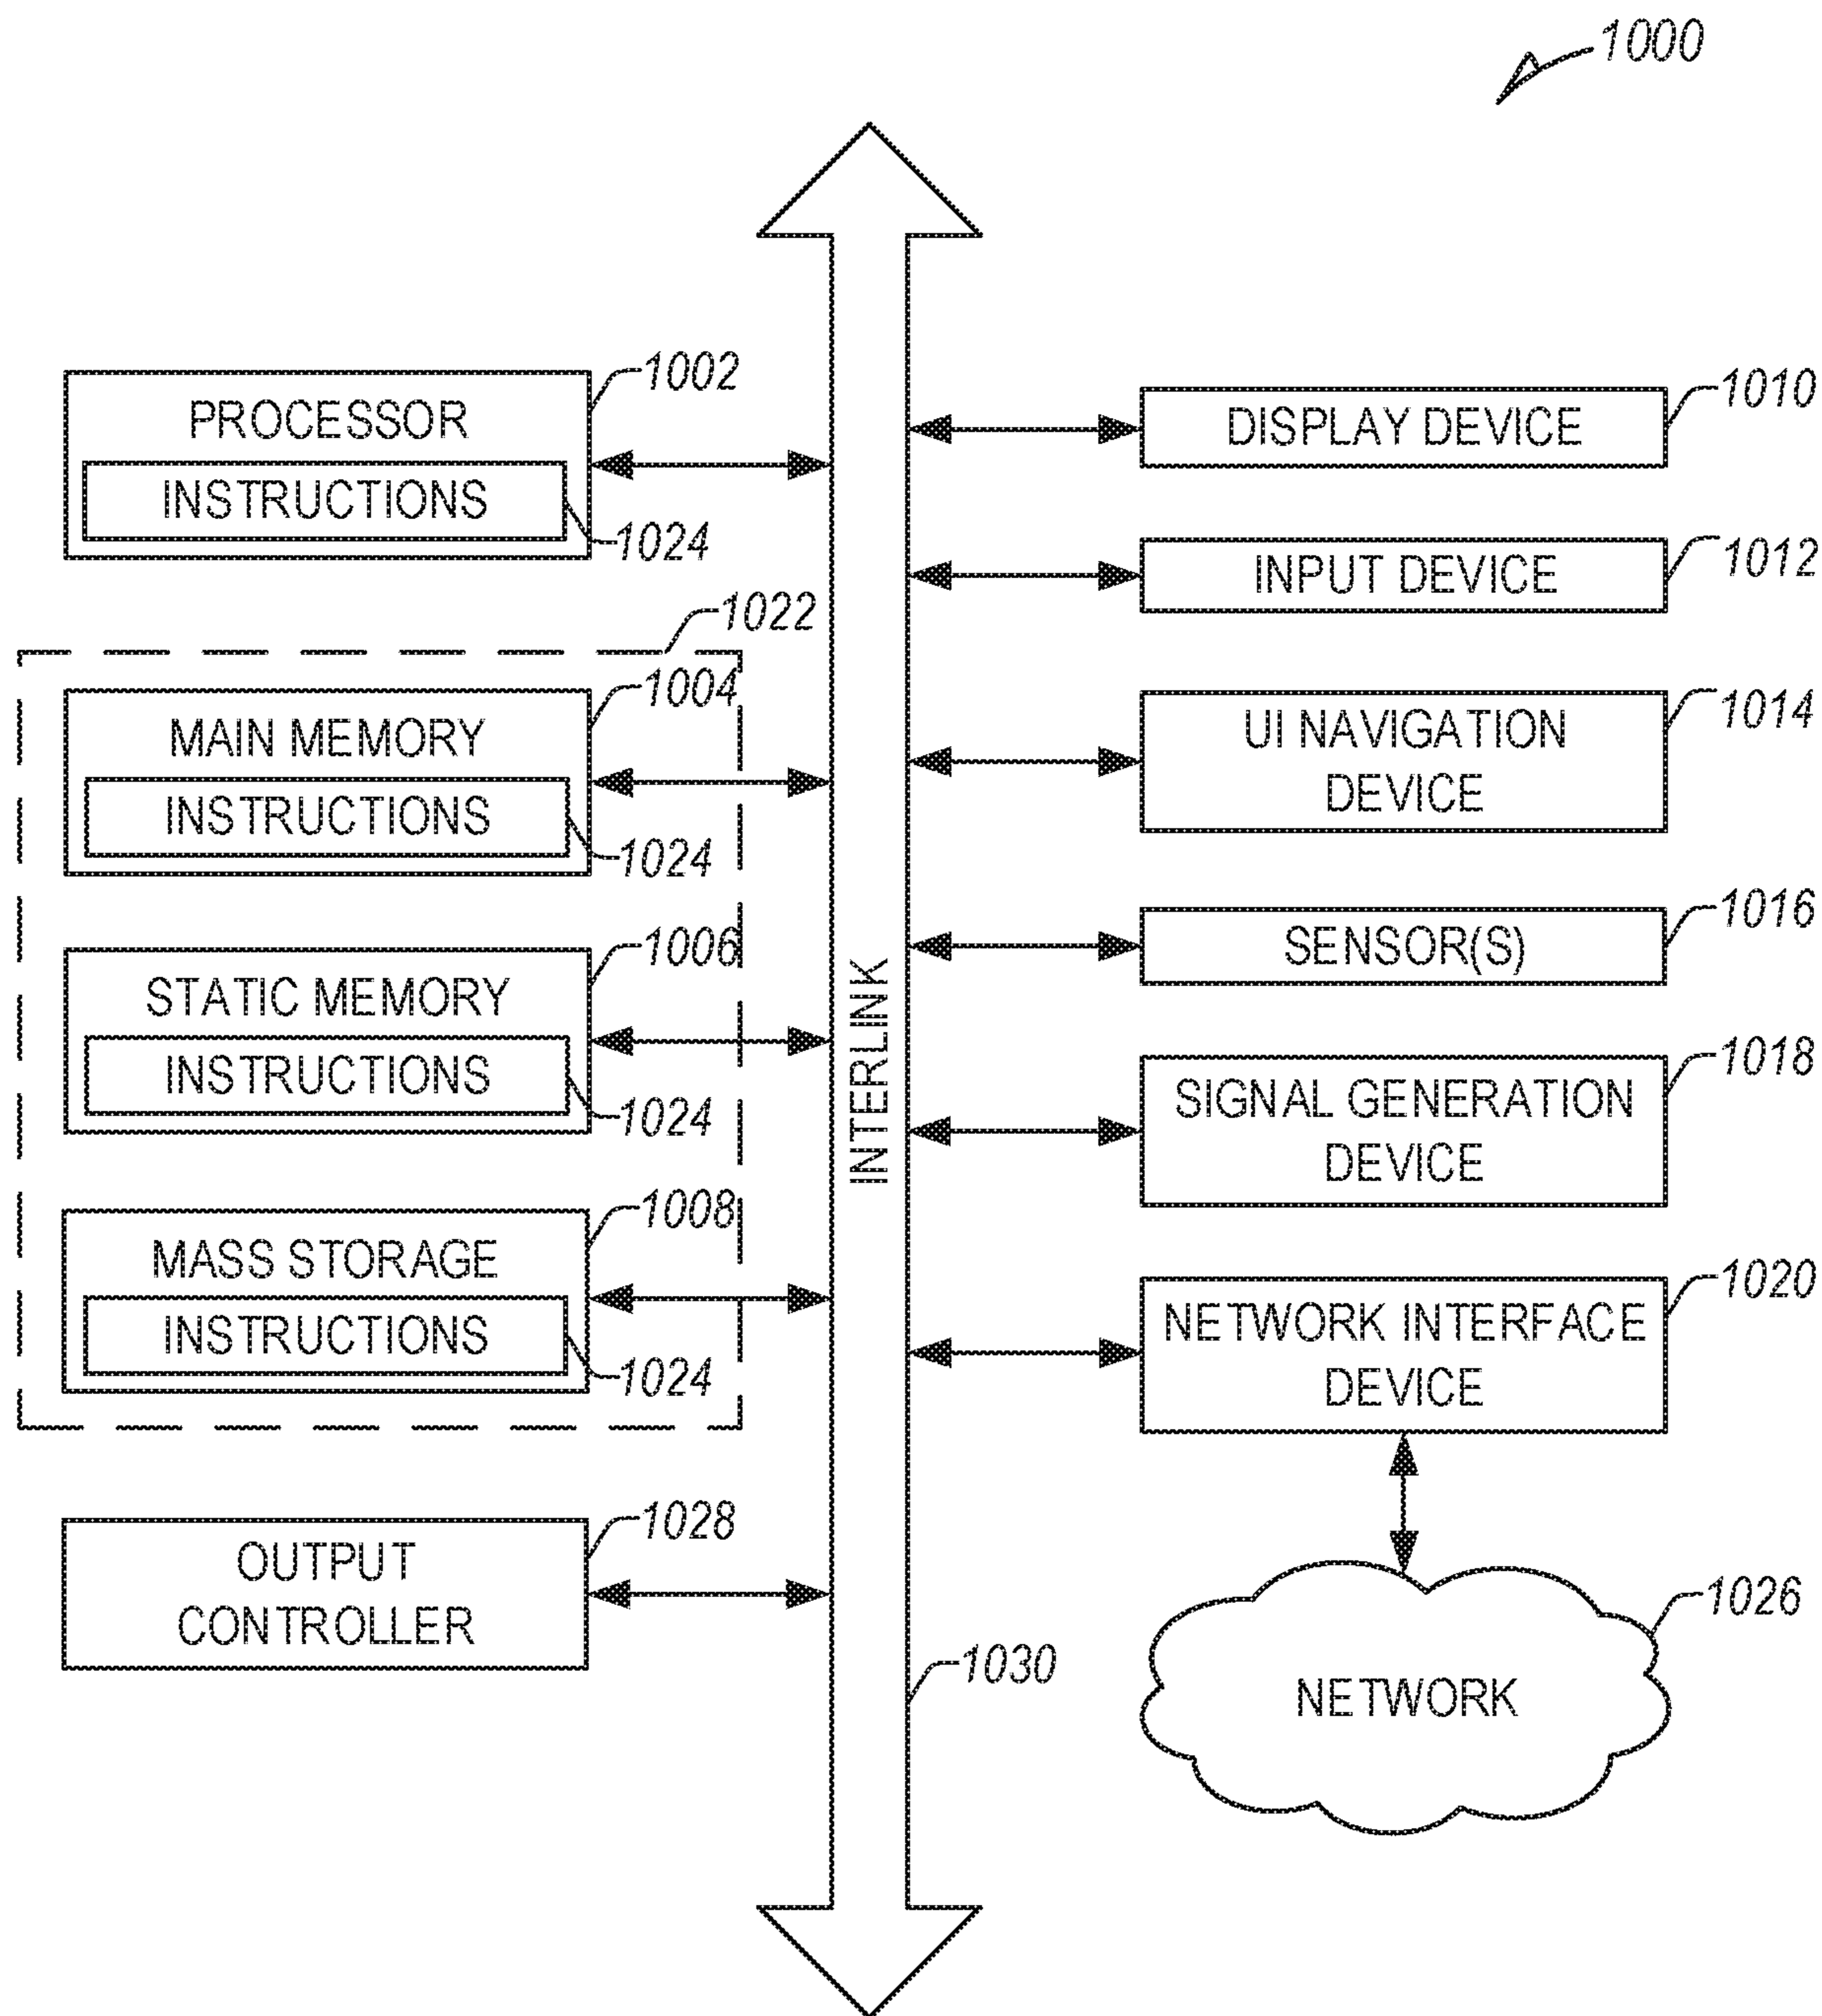 1000
PROCESSOR
1002
INSTRUCTIONS
1024
1022
MAIN MEMORY
1004
INSTRUCTIONS
1024
STATIC MEMORY
1006
INSTRUCTIONS
1024
MASS STORAGE
1008
INSTRUCTIONS
1024
OUTPUT
CONTROLLER
1028
INTERLINK
1030
DISPLAY DEVICE
1010
INPUT DEVICE
1012
UI NAVIGATION
DEVICE
1014
SENSOR(S)
1016
SIGNAL GENERATION
DEVICE
1018
NETWORK INTERFACE
DEVICE
1020
NETWORK
1026